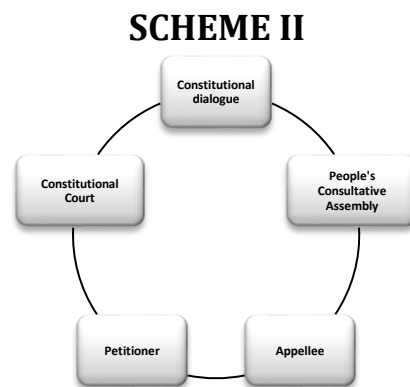 SCHEME II
Constitutional
dialogue
People's
Consultative
Assembly
Appellee
Petitioner
Constitutional
Court